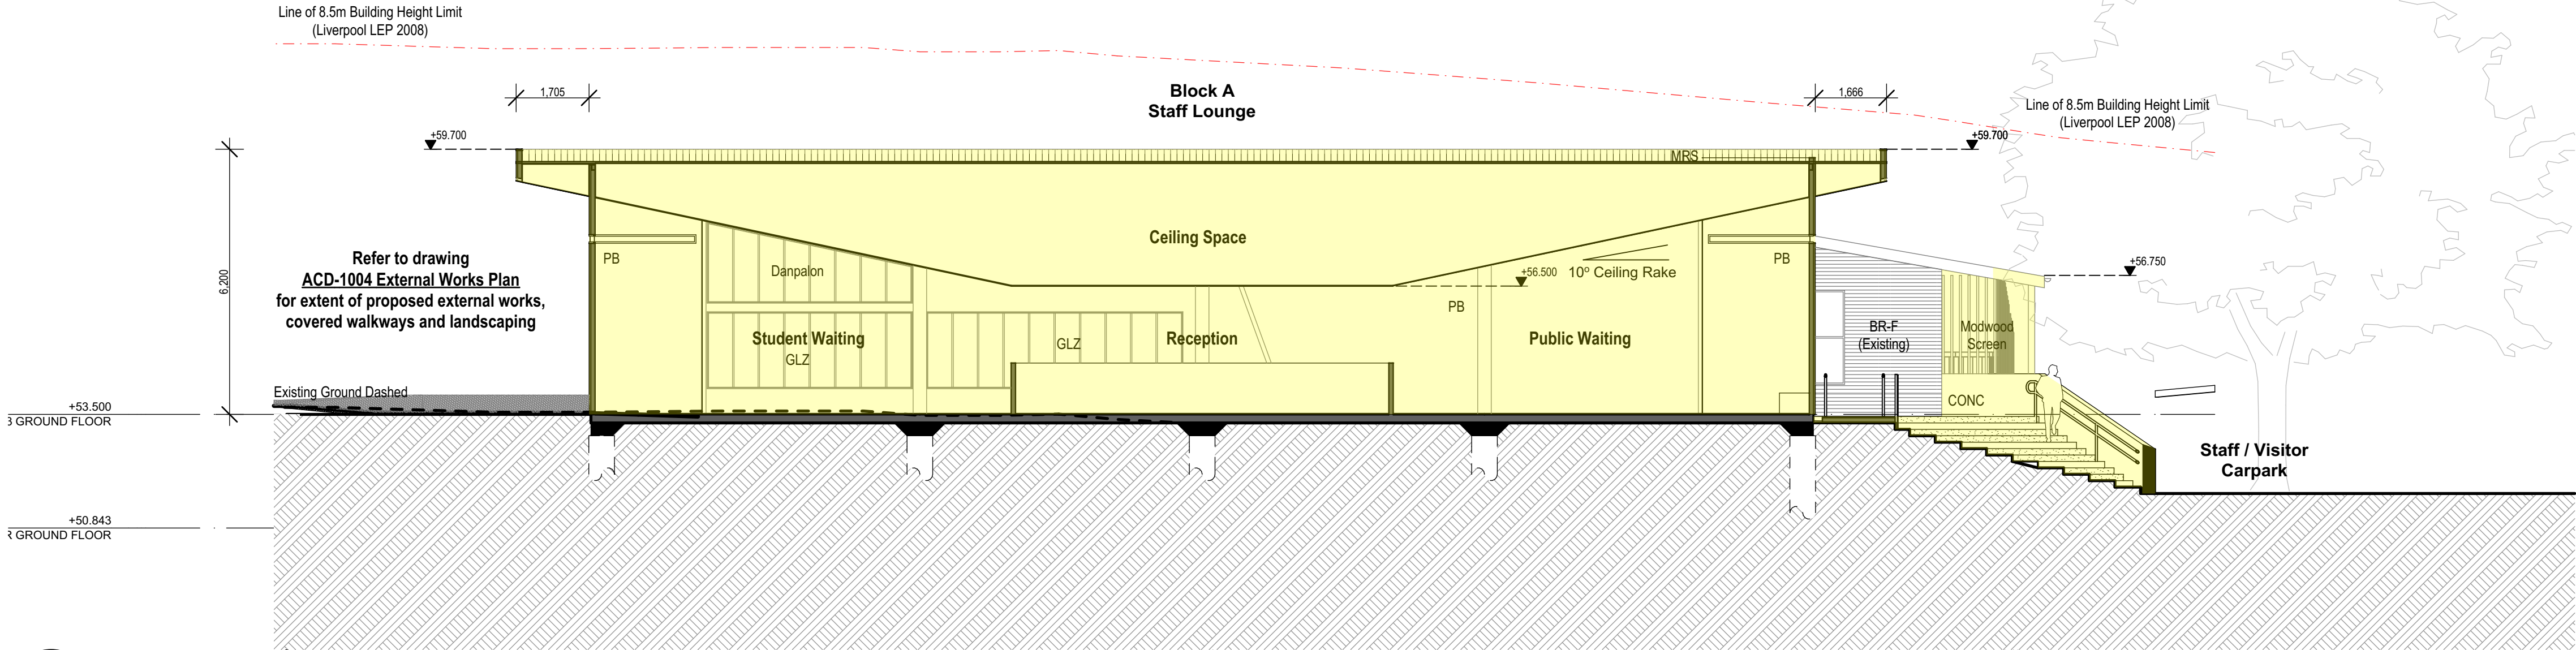 Line of 8.5m Building Height Limit
(Liverpool LEP 2008)
1,705
Block A
Staff Lounge
1,666
Line of 8.5m Building Height Limit
(Liverpool LEP 2008)
+59.700
+59.700
MRS
6,200
Refer to drawing
ACD-1004 External Works Plan
for extent of proposed external works,
covered walkways and landscaping
PB
Danpalon
Ceiling Space
+56.500
10º Ceiling Rake
PB
+56.750
PB
Student Waiting
GLZ
GLZ
Reception
Public Waiting
BR-F
(Existing)
Modwood
Screen
Existing Ground Dashed
CONC
+53.500
GROUND FLOOR
Staff / Visitor
Carpark
+50.843
R GROUND FLOOR